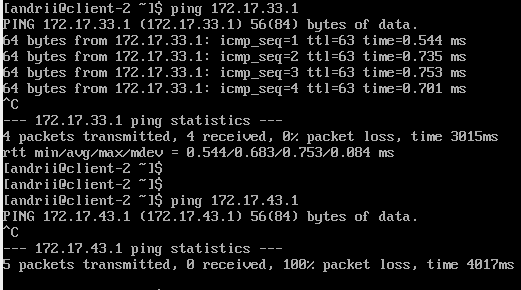 [andrii@client-2 ~]$ ping 172.17.33.1
PING 172.17.33.1 (172.17.33.1) 56(84) bytes of data.
64 bytes from 172.17.33.1: icmp_seq=1 ttl=63 time=0.544 ms
64 bytes from 172.17.33.1: icmp_seq=2 ttl=63 time=0.735 ms
64 bytes from 172.17.33.1: icmp_seq=3 ttl=63 time=0.753 ms
64 bytes from 172.17.33.1: icmp_seq=4 ttl=63 time=0.701 ms
^C
--- 172.17.33.1 ping statistics ---
4 packets transmitted, 4 received, 0% packet loss, time 3015ms
rtt min/avg/max/mdev = 0.544/0.683/0.753/0.084 ms
[andrii@client-2 ~]$
[andrii@client-2 ~]$
[andrii@client-2 ~]$ ping 172.17.43.1
PING 172.17.43.1 (172.17.43.1) 56(84) bytes of data.
^C
--- 172.17.43.1 ping statistics ---
5 packets transmitted, 0 received, 100% packet loss, time 4017ms